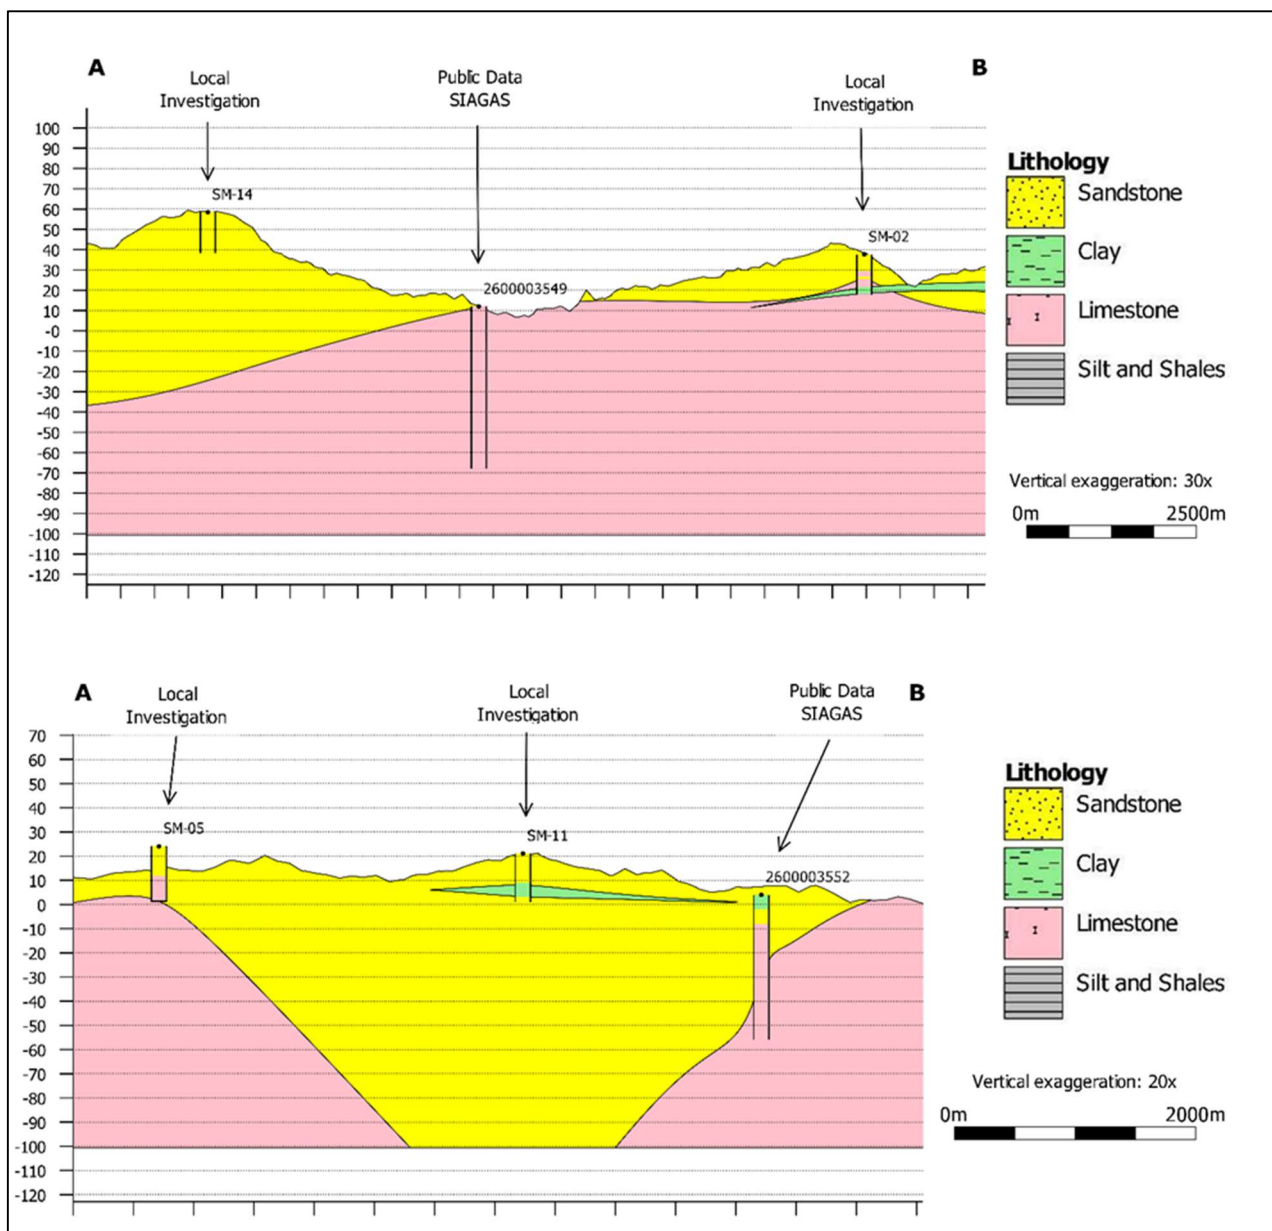 A
Local
Investigation
Public Data
SIAGAS
Local
Investigation
B
100
90
80
70
60
50
40
30
20
10
-0
-10
-20
-30
-40
-50
-60
-70
-80
-90
-100
-110
-120
SM-14
2600003549
SM-02
Lithology
Sandstone
Clay
Limestone
Silt and Shales
Vertical exaggeration: 30x
0m 2500m
A
Local
Investigation
Local
Investigation
Public Data
SIAGAS
B
70
60
50
40
30
20
10
0
-10
-20
-30
-40
-50
-60
-70
-80
-90
-100
-110
-120
SM-05
SM-11
2600003552
Lithology
Sandstone
Clay
Limestone
Silt and Shales
Vertical exaggeration: 20x
0m 2000m